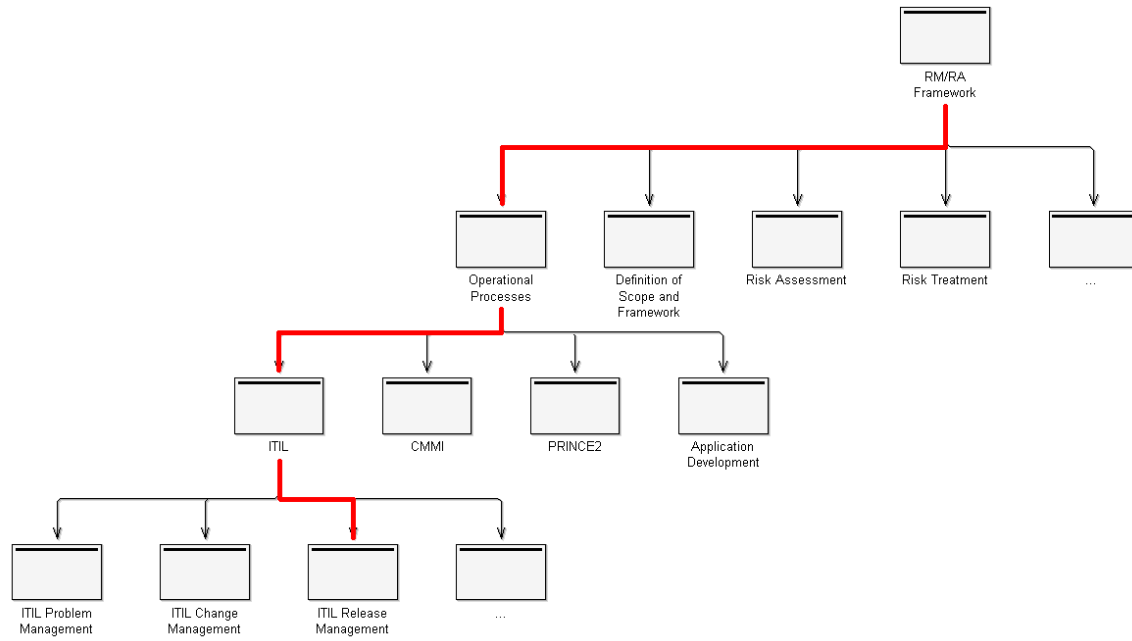 RM/RA
Framework
Operational
Processes
Definition of
Scope and
Framework
Risk Assessment
Risk Treatment
...
ITIL
CMMI
PRINCE2
Application
Development
ITIL Problem
Management
ITIL Change
Management
ITIL Release
Management
...